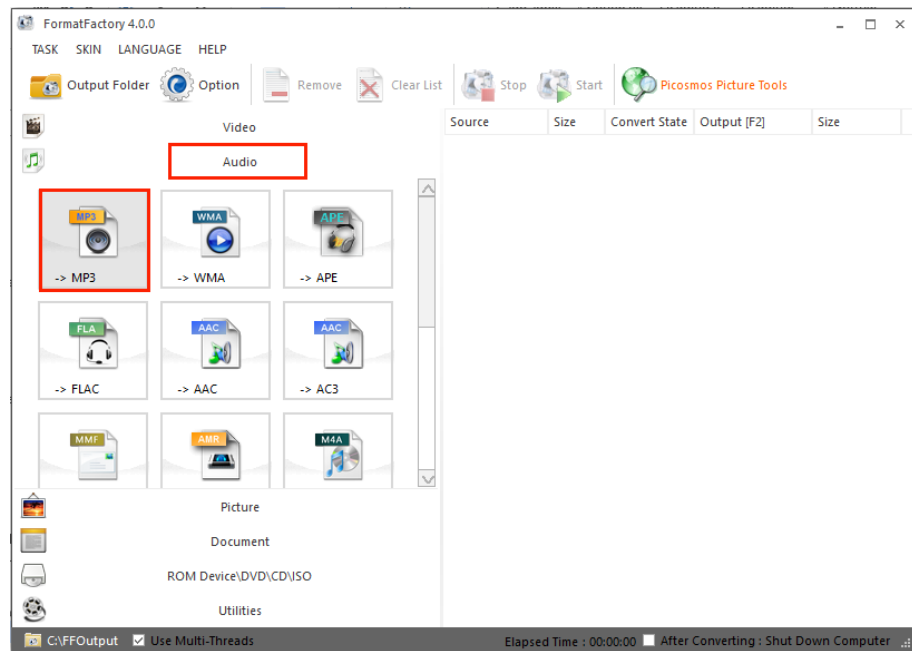 FormatFactory 4.0.0
TASK SKIN LANGUAGE HELP
Output Folder Option Remove Clear List Stop Start Picosmos Picture Tools
Video
Audio
MP3 WMA APE
-> MP3 -> WMA -> APE
FLA AAC AAC
-> FLAC -> AAC -> AC3
MMF AMR M4A
Picture
Document
ROM Device\DVD\CD\ISO
Utilities
Source Size Convert State Output [F2] Size
C:\FFOutput Use Multi-Threads Elapsed Time : 00:00:00 After Converting : Shut Down Computer